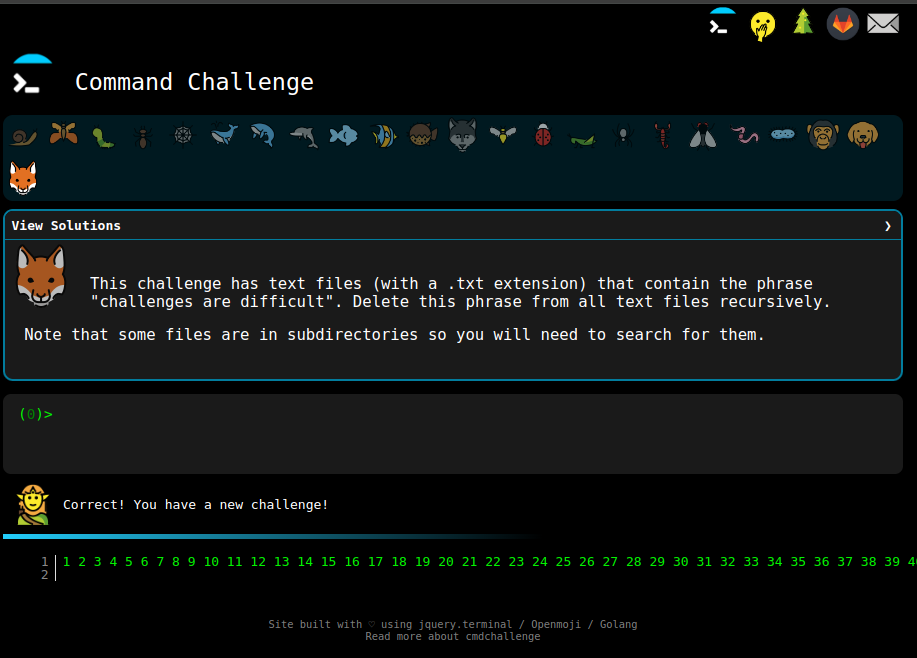 Command Challenge
View Solutions ❯
This challenge has text files (with a .txt extension) that contain the phrase
"challenges are difficult". Delete this phrase from all text files recursively.
Note that some files are in subdirectories so you will need to search for them.
(0)>
Correct! You have a new challenge!
1 1 2 3 4 5 6 7 8 9 10 11 12 13 14 15 16 17 18 19 20 21 22 23 24 25 26 27 28 29 30 31 32 33 34 35 36 37 38 39
2
Site built with ♡ using jquery.terminal / Openmoji / Golang
Read more about cmdchallenge